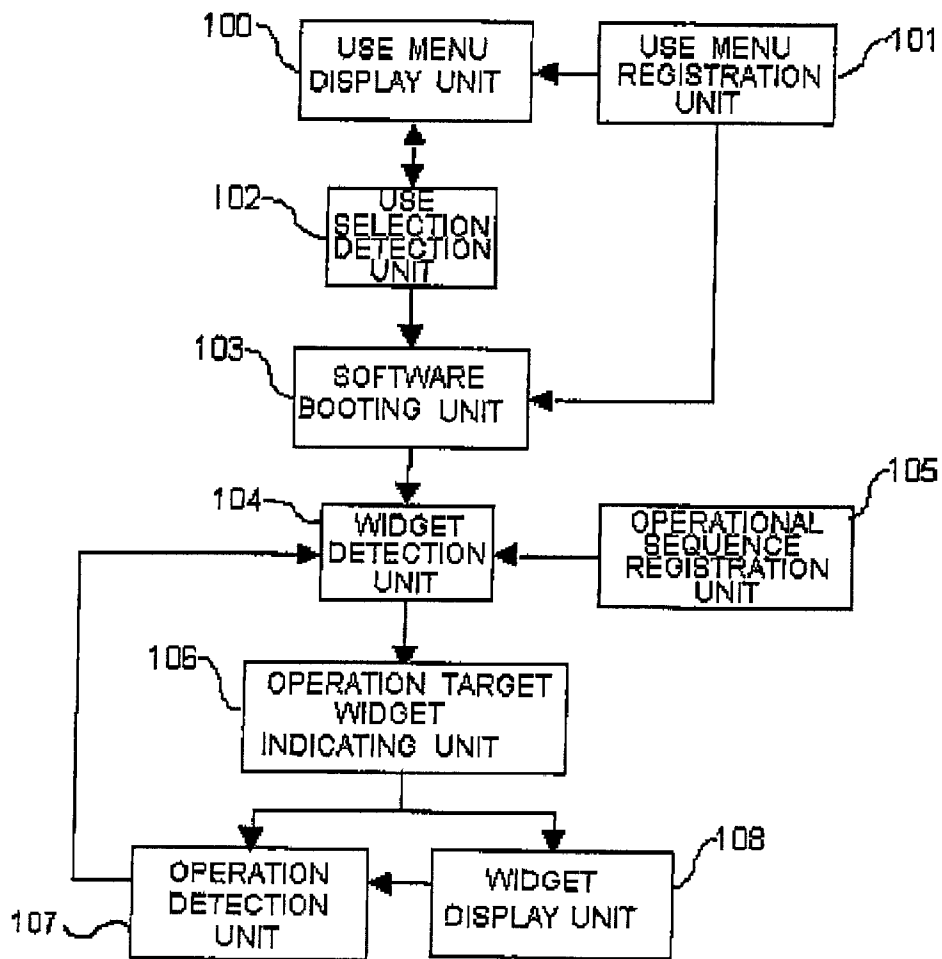 100
USE MENU
DISPLAY UNIT
USE MENU
REGISTRATION
UNIT
101
102
USE
SELECTION
DETECTION
UNIT
103
SOFTWARE
BOOTING UNIT
104
WIDGET
DETECTION
UNIT
105
OPERATIONAL
SEQUENCE
REGISTRATION
UNIT
106
OPERATION TARGET
WIDGET
INDICATING UNIT
107
OPERATION
DETECTION
UNIT
108
WIDGET
DISPLAY UNIT